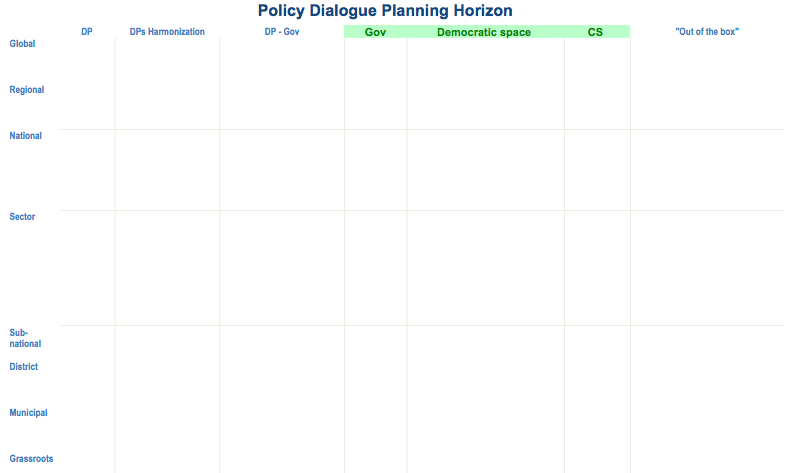 Policy Dialogue Planning Horizon
DP DPs Harmonization DP - Gov Gov Democratic space CS "Out of the box"
Global
Regional
National
Sector
Sub-
national
District
Municipal
Grassroots